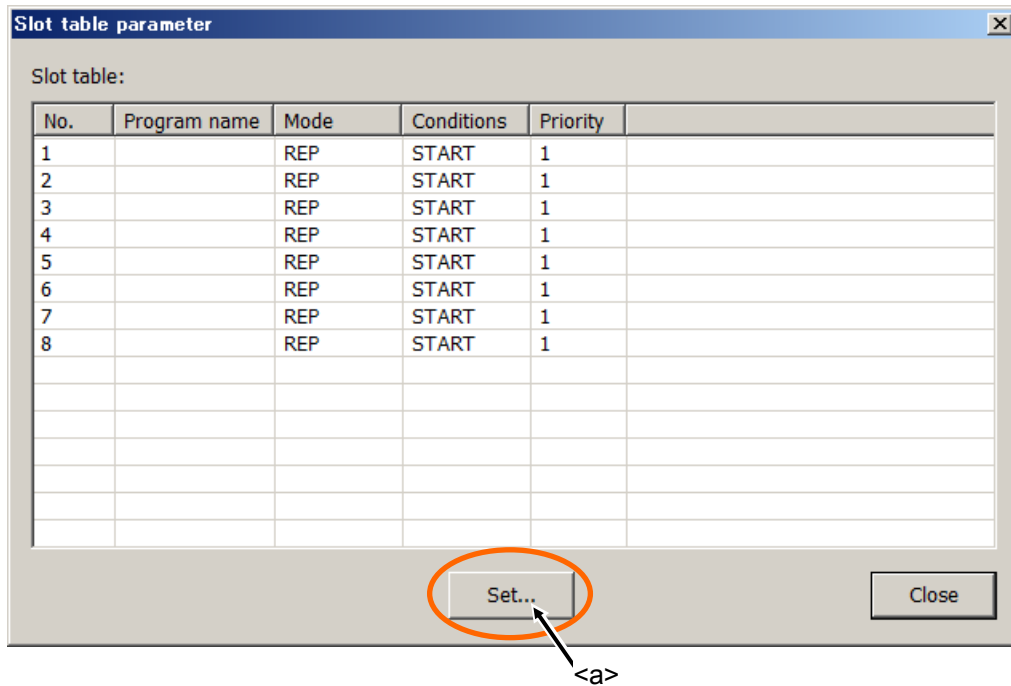 Slot table parameter
Slot table:
No. Program name Mode Conditions Priority
1 REP START 1
2 REP START 1
3 REP START 1
4 REP START 1
5 REP START 1
6 REP START 1
7 REP START 1
8 REP START 1
Set... Close
<a>